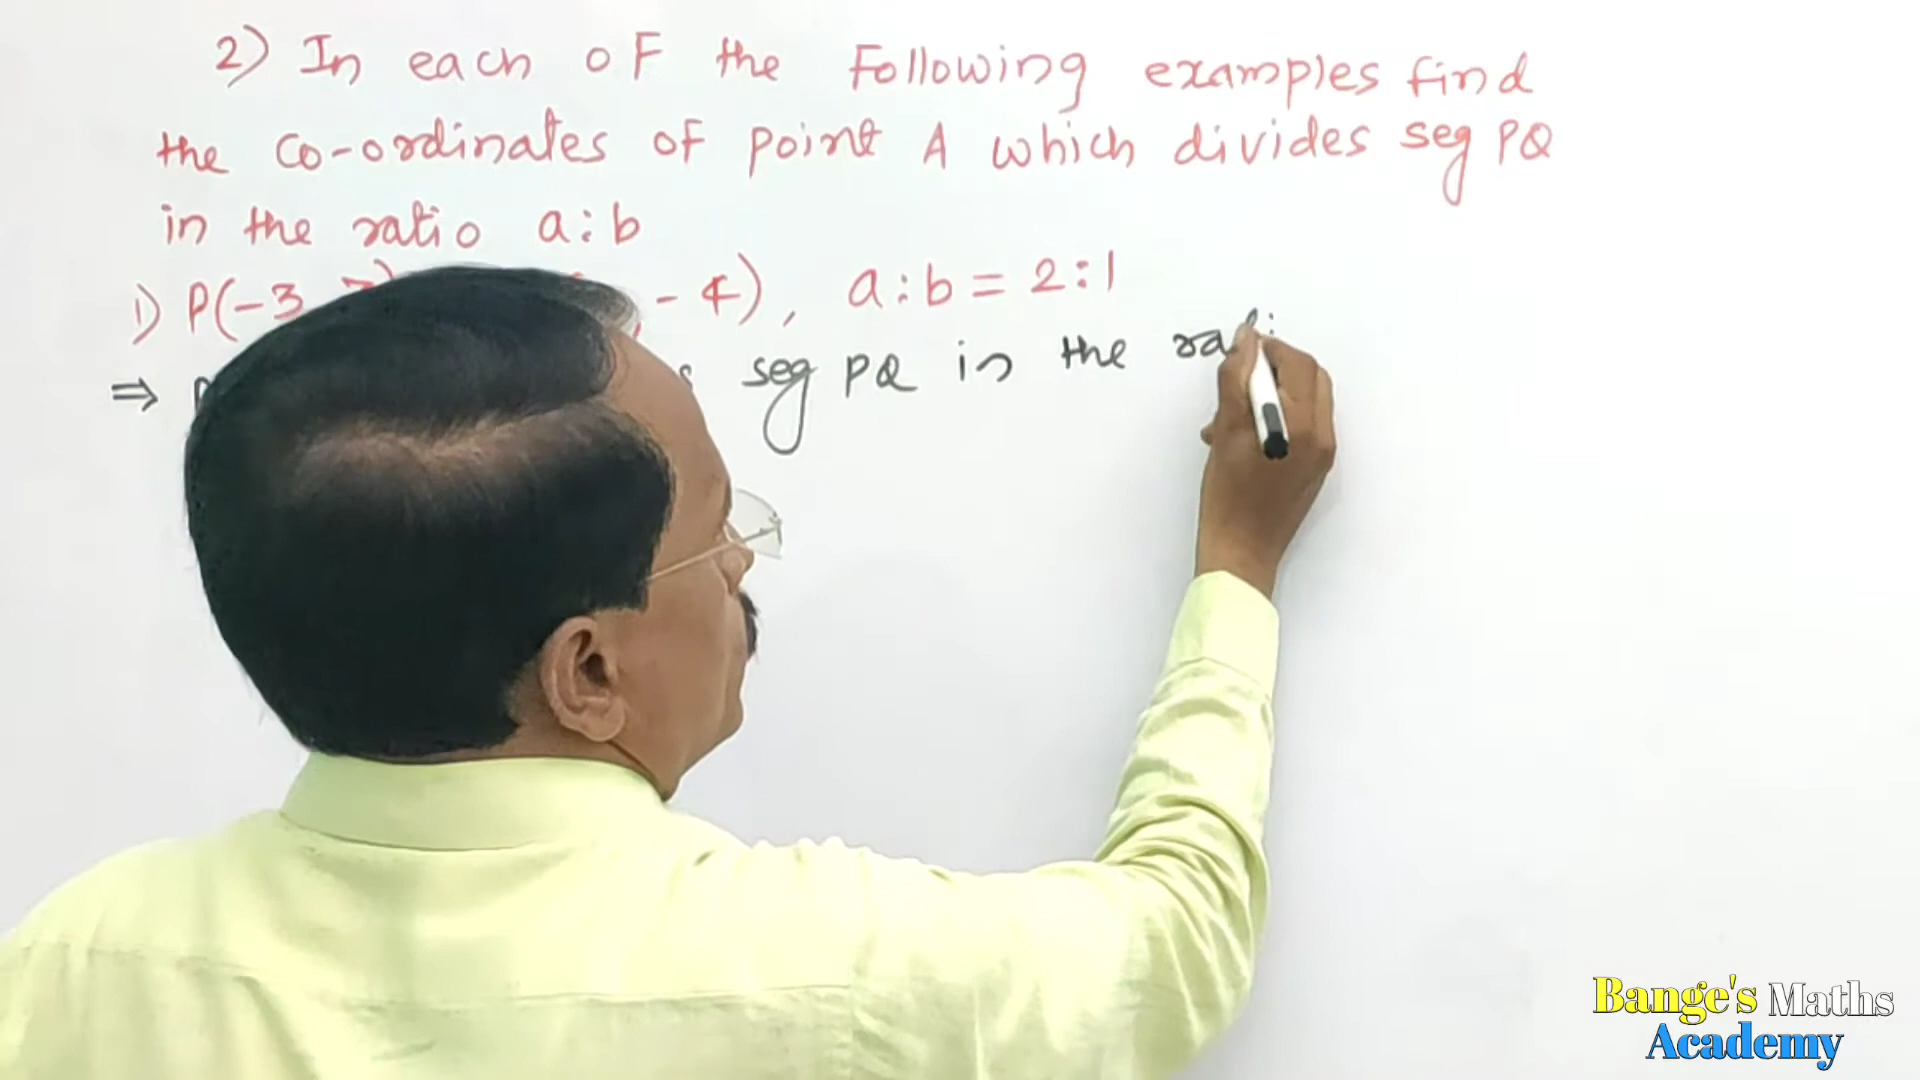 2) In each of the Following examples find
the co-ordinates of point A which divides seg PQ
in the ratio a:b
1) P(-3, , -4), a:b = 2:1
⇒ seg PQ in the
Bange's Maths
Academy